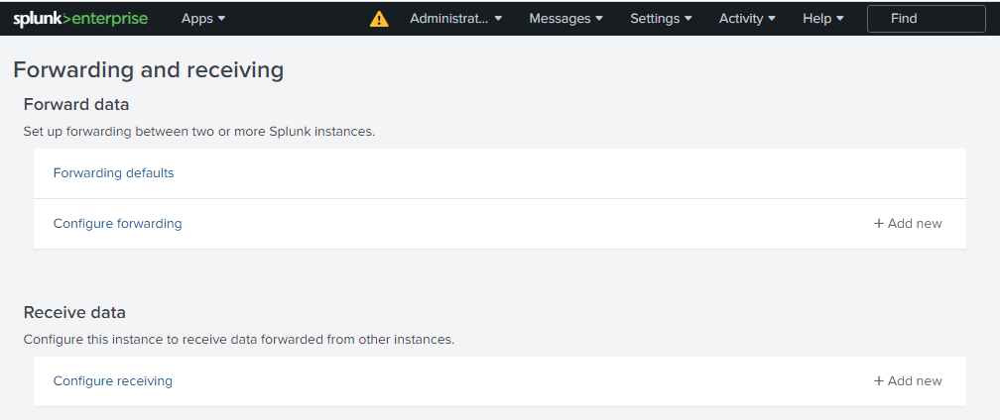 splunk>enterprise Apps Administrat... Messages Settings Activity Help Find
Forwarding and receiving
Forward data
Set up forwarding between two or more Splunk instances.
Forwarding defaults
Configure forwarding + Add new
Receive data
Configure this instance to receive data forwarded from other instances.
Configure receiving + Add new